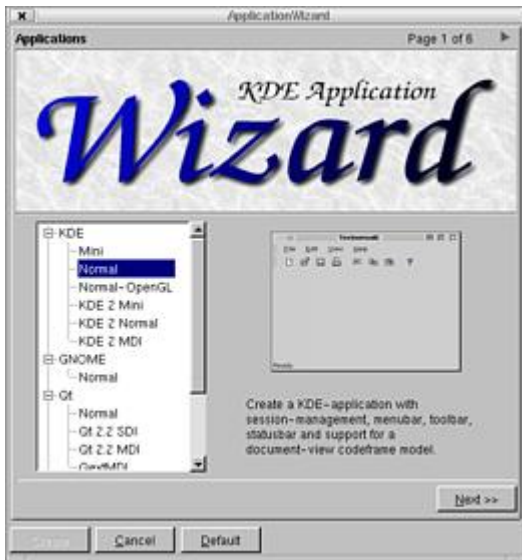 ApplicationWizard
Applications
Page 1 of 6
KDE Application
Wizard
KDE
Mini
Normal
Normal-OpenGL
KDE 2 Mini
KDE 2 Normal
KDE 2 MDI
GNOME
Normal
Qt
Normal
Qt 2.2 SDI
Qt 2.2 MDI
QextMDI
Ready
Create a KDE-application with
session-management, menubar, toolbar,
statusbar and support for a
document-view codeframe model.
Next >>
Cancel
Default